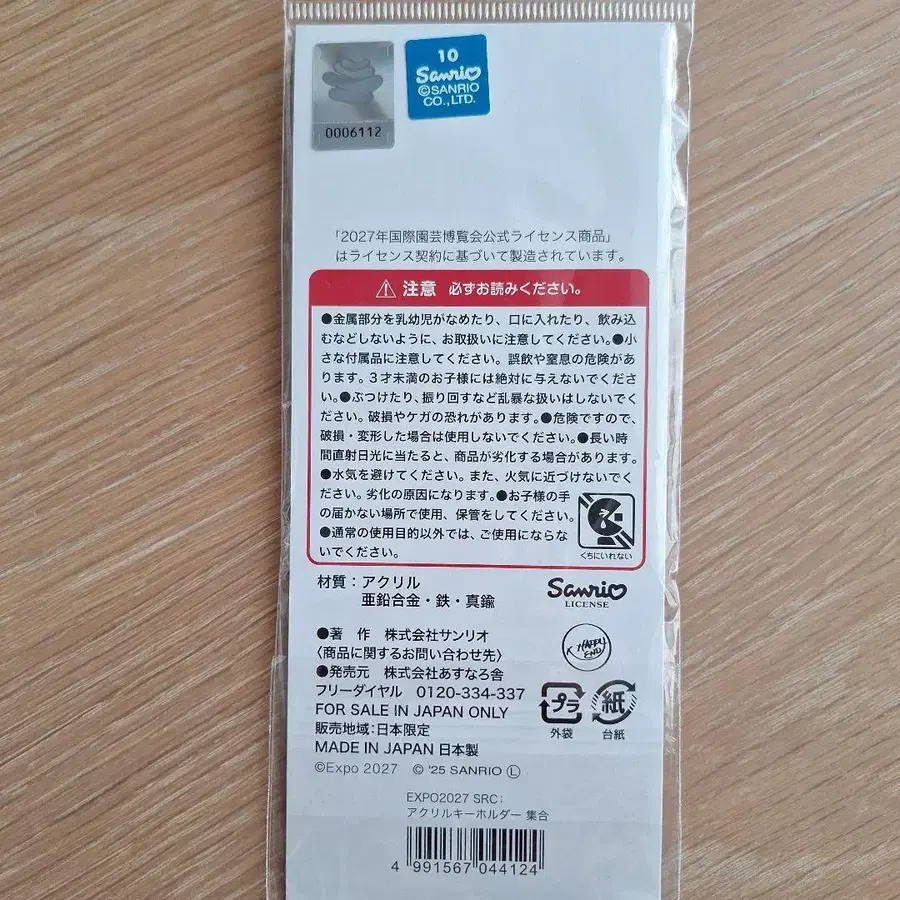 10
Sanrio
©SANRIO
CO.,LTD.
0006112
「2027年国際園芸博覧会公式ライセンス商品」
はライセンス契約に基づいて製造されています。
注意 必ずお読みください。
●金属部分を乳幼児がなめたり、口に入れたり、飲み込
むなどしないように、お取扱いに注意してください。●小
さな付属品に注意してください。誤飲や窒息の危険があ
ります。3才未満のお子様には絶対に与えないでくださ
い。●ぶつけたり、振り回すなど乱暴な扱いはしないでく
ださい。破損やケガの恐れがあります。●危険ですので、
破損・変形した場合は使用しないでください。●長い時
間直射日光に当たると、商品が劣化する場合があります。
●水気を避けてください。また、火気に近づけないでくだ
さい。劣化の原因になります。●お子様の手
の届かない場所で使用、保管をしてください。
●通常の使用目的以外では、ご使用にならな
いでください。
くちにいれない
材質：アクリル
亜鉛合金・鉄・真鍮
Sanrio
LICENSE
●著　作　株式会社サンリオ
〈商品に関するお問い合わせ先〉
●発売元　株式会社あすなろ舎
フリーダイヤル　0120-334-337
FOR SALE IN JAPAN ONLY
販売地域：日本限定
MADE IN JAPAN 日本製
©Expo 2027　© '25 SANRIO Ⓛ
HAPPY
END
プラ
外袋
紙
台紙
EXPO2027 SRC：
アクリルキーホルダー 集合
4 991567 044124